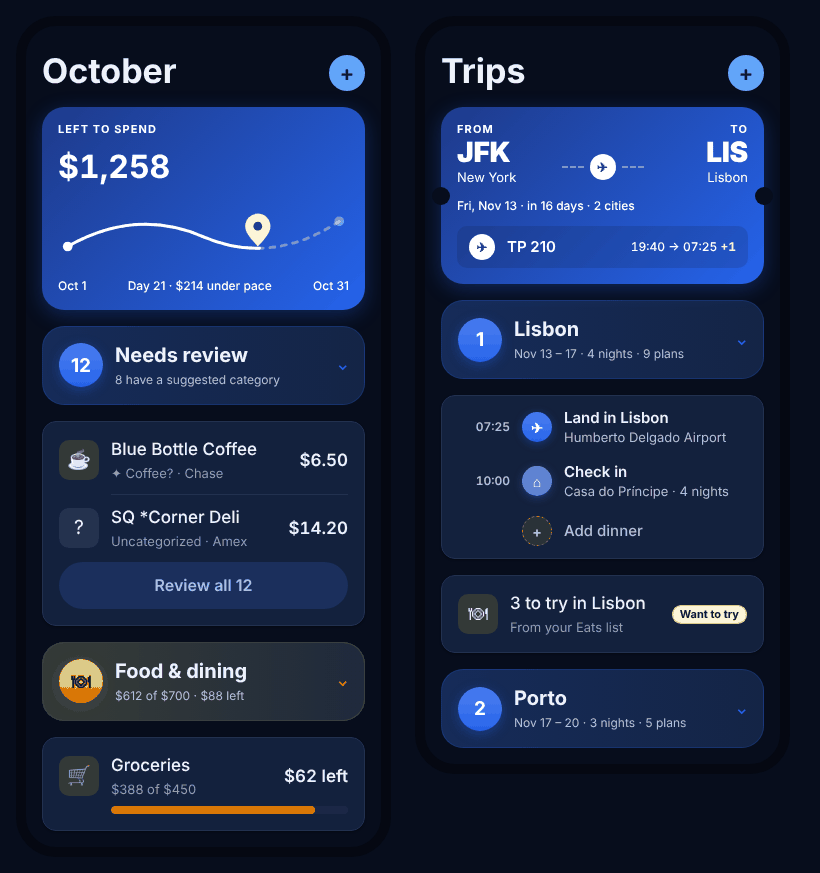 October
+
LEFT TO SPEND
$1,258
Oct 1
Day 21 · $214 under pace
Oct 31
12
Needs review
8 have a suggested category
Blue Bottle Coffee
✦ Coffee? · Chase
$6.50
?
SQ *Corner Deli
Uncategorized · Amex
$14.20
Review all 12
Food & dining
$612 of $700 · $88 left
Groceries
$388 of $450
$62 left
Trips
+
FROM
TO
JFK
LIS
New York
Lisbon
Fri, Nov 13 · in 16 days · 2 cities
TP 210
19:40 → 07:25 +1
1
Lisbon
Nov 13 – 17 · 4 nights · 9 plans
07:25
Land in Lisbon
Humberto Delgado Airport
10:00
Check in
Casa do Príncipe · 4 nights
+
Add dinner
3 to try in Lisbon
From your Eats list
Want to try
2
Porto
Nov 17 – 20 · 3 nights · 5 plans